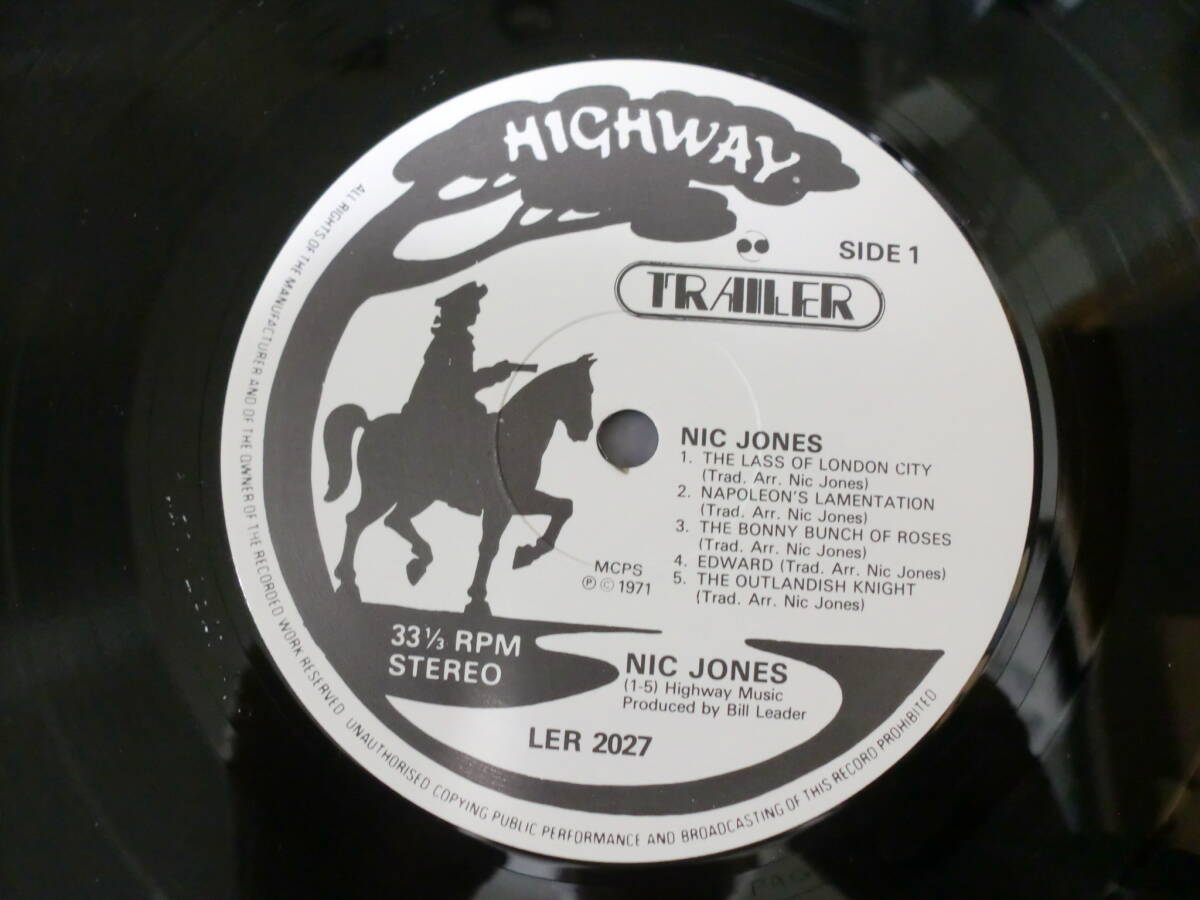 HIGHWAY
SIDE 1
TRAILER
NIC JONES
1. THE LASS OF LONDON CITY
(Trad. Arr. Nic Jones)
2. NAPOLEON'S LAMENTATION
(Trad. Arr. Nic Jones)
3. THE BONNY BUNCH OF ROSES
(Trad. Arr. Nic Jones)
4. EDWARD (Trad. Arr. Nic Jones)
5. THE OUTLANDISH KNIGHT
(Trad. Arr. Nic Jones)
MCPS
Ⓟ © 1971
33 ⅓ RPM
STEREO
NIC JONES
(1-5) Highway Music
Produced by Bill Leader
LER 2027
ALL RIGHTS OF THE MANUFACTURER AND OF THE OWNER OF THE RECORDED WORK RESERVED UNAUTHORISED COPYING PUBLIC PERFORMANCE AND BROADCASTING OF THIS RECORD PROHIBITED